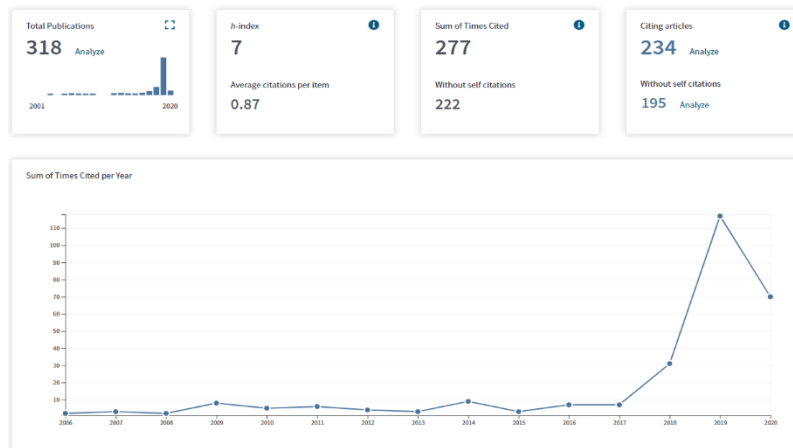 Total Publications
318 Analyze
2001 2020
h-index
7
Average citations per item
0.87
Sum of Times Cited
277
Without self citations
222
Citing articles
234 Analyze
Without self citations
195 Analyze
Sum of Times Cited per Year
110
100
90
80
70
60
50
40
30
20
10
2006 2007 2008 2009 2010 2011 2012 2013 2014 2015 2016 2017 2018 2019 2020